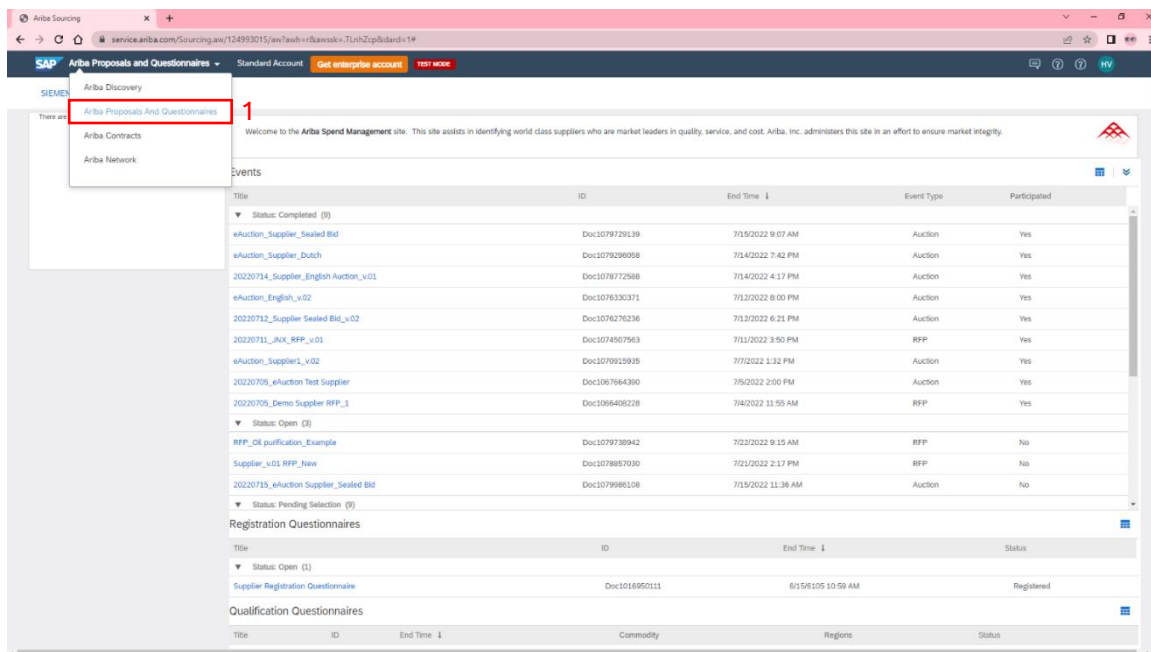 Ariba Sourcing
service.ariba.com/Sourcing.aw/124993015/aw?awh=r&awssk=.TLnhZcp&dard=1#
SAP Ariba Proposals and Questionnaires Standard Account Get enterprise account TEST MODE HV
Ariba Discovery
SIEMEN
Ariba Proposals And Questionnaires 1
There are
Ariba Contracts
Ariba Network
Welcome to the Ariba Spend Management site. This site assists in identifying world class suppliers who are market leaders in quality, service, and cost. Ariba, Inc. administers this site in an effort to ensure market integrity.
Events
Title ID End Time ↓ Event Type Participated
▼ Status: Completed (9)
eAuction_Supplier_Sealed Bid Doc1079729139 7/15/2022 9:07 AM Auction Yes
eAuction_Supplier_Dutch Doc1079296058 7/14/2022 7:42 PM Auction Yes
20220714_Supplier_English Auction_v.01 Doc1078772588 7/14/2022 4:17 PM Auction Yes
eAuction_English_v.02 Doc1076330371 7/12/2022 8:00 PM Auction Yes
20220712_Supplier Sealed Bid_v.02 Doc1076276236 7/12/2022 6:21 PM Auction Yes
20220711_JNX_RFP_v.01 Doc1074507563 7/11/2022 3:50 PM RFP Yes
eAuction_Supplier1_v.02 Doc1070915935 7/7/2022 1:32 PM Auction Yes
20220705_eAuction Test Supplier Doc1067664390 7/5/2022 2:00 PM Auction Yes
20220705_Demo Supplier RFP_1 Doc1066408228 7/4/2022 11:55 AM RFP Yes
▼ Status: Open (3)
RFP_Oil purification_Example Doc1079738942 7/22/2022 9:15 AM RFP No
Supplier_v.01 RFP_New Doc1078857030 7/21/2022 2:17 PM RFP No
20220715_eAuction Supplier_Sealed Bid Doc1079986108 7/15/2022 11:36 AM Auction No
▼ Status: Pending Selection (9)
Registration Questionnaires
Title ID End Time ↓ Status
▼ Status: Open (1)
Supplier Registration Questionnaire Doc1016950111 6/15/6105 10:59 AM Registered
Qualification Questionnaires
Title ID End Time ↓ Commodity Regions Status